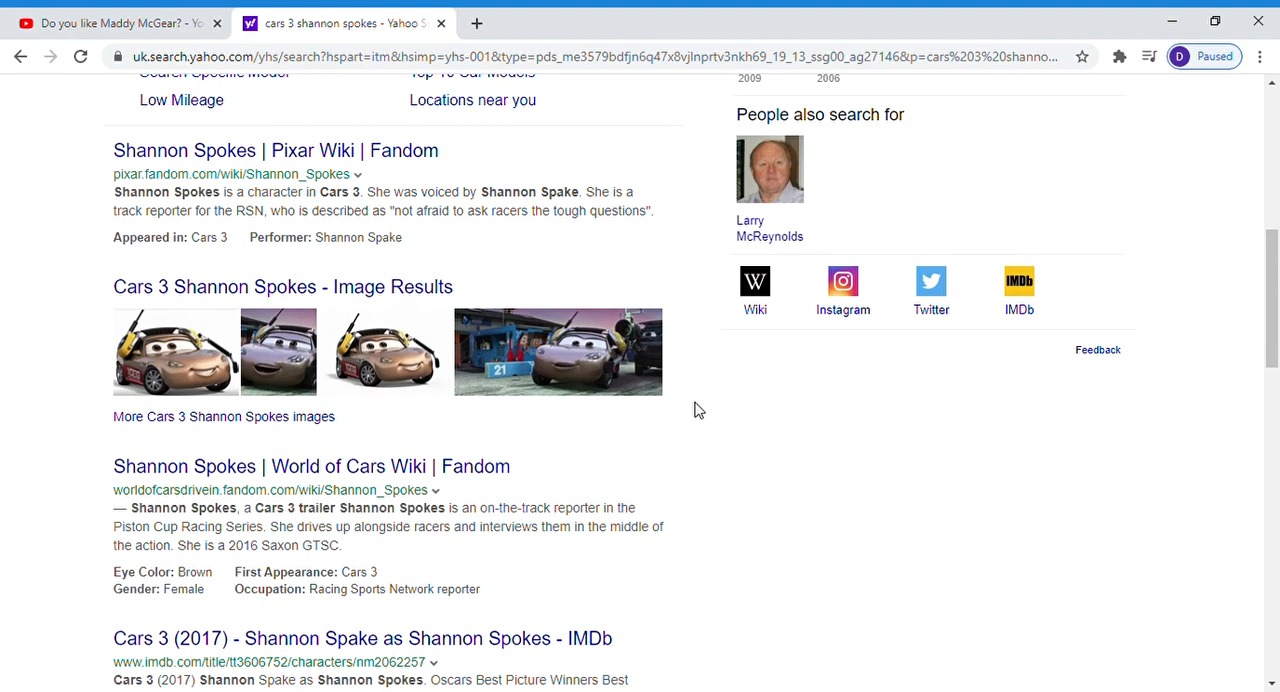 Do you like Maddy McGear? - Yo
cars 3 shannon spokes - Yahoo S
uk.search.yahoo.com/yhs/search?hspart=itm&hsimp=yhs-001&type=pds_me3579bdfjn6q47x8vjlnprtv3nkh69_19_13_ssg00_ag27146&p=cars%203%20shanno...
D Paused
Search Specific Model
Top 10 Car Models
Low Mileage
Locations near you
2009 2006
People also search for
Larry
McReynolds
W
IMDb
Wiki Instagram Twitter IMDb
Feedback
Shannon Spokes | Pixar Wiki | Fandom
pixar.fandom.com/wiki/Shannon_Spokes
Shannon Spokes is a character in Cars 3. She was voiced by Shannon Spake. She is a
track reporter for the RSN, who is described as "not afraid to ask racers the tough questions".
Appeared in: Cars 3 Performer: Shannon Spake
Cars 3 Shannon Spokes - Image Results
21
More Cars 3 Shannon Spokes images
Shannon Spokes | World of Cars Wiki | Fandom
worldofcarsdrivein.fandom.com/wiki/Shannon_Spokes
— Shannon Spokes, a Cars 3 trailer Shannon Spokes is an on-the-track reporter in the
Piston Cup Racing Series. She drives up alongside racers and interviews them in the middle of
the action. She is a 2016 Saxon GTSC.
Eye Color: Brown First Appearance: Cars 3
Gender: Female Occupation: Racing Sports Network reporter
Cars 3 (2017) - Shannon Spake as Shannon Spokes - IMDb
www.imdb.com/title/tt3606752/characters/nm2062257
Cars 3 (2017) Shannon Spake as Shannon Spokes. Oscars Best Picture Winners Best